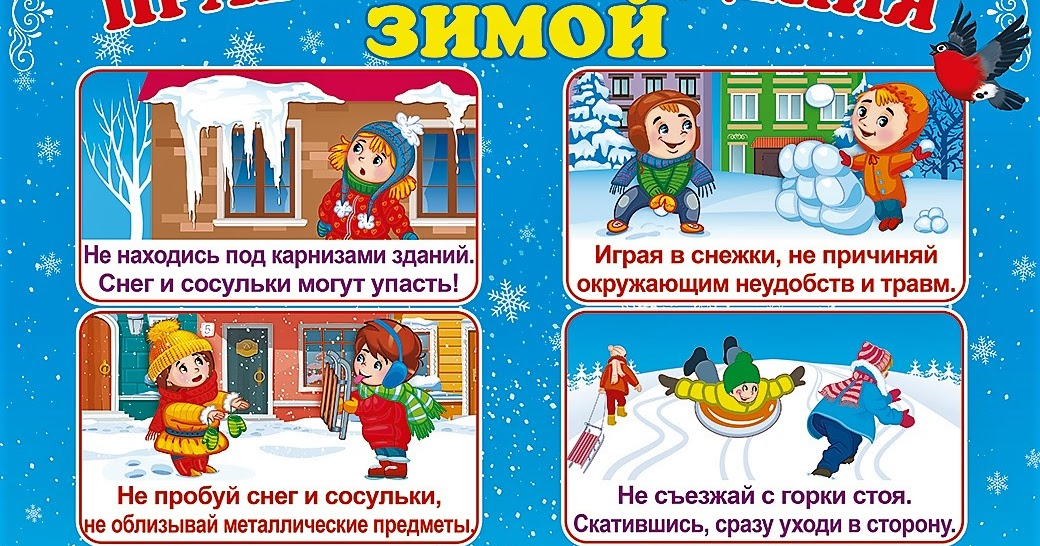 ЗИМОЙ
Не находись под карнизами зданий.
Снег и сосульки могут упасть!
Играя в снежки, не причиняй
окружающим неудобств и травм.
5
Не пробуй снег и сосульки,
не облизывай металлические предметы.
Не съезжай с горки стоя.
Скатившись, сразу уходи в сторону.